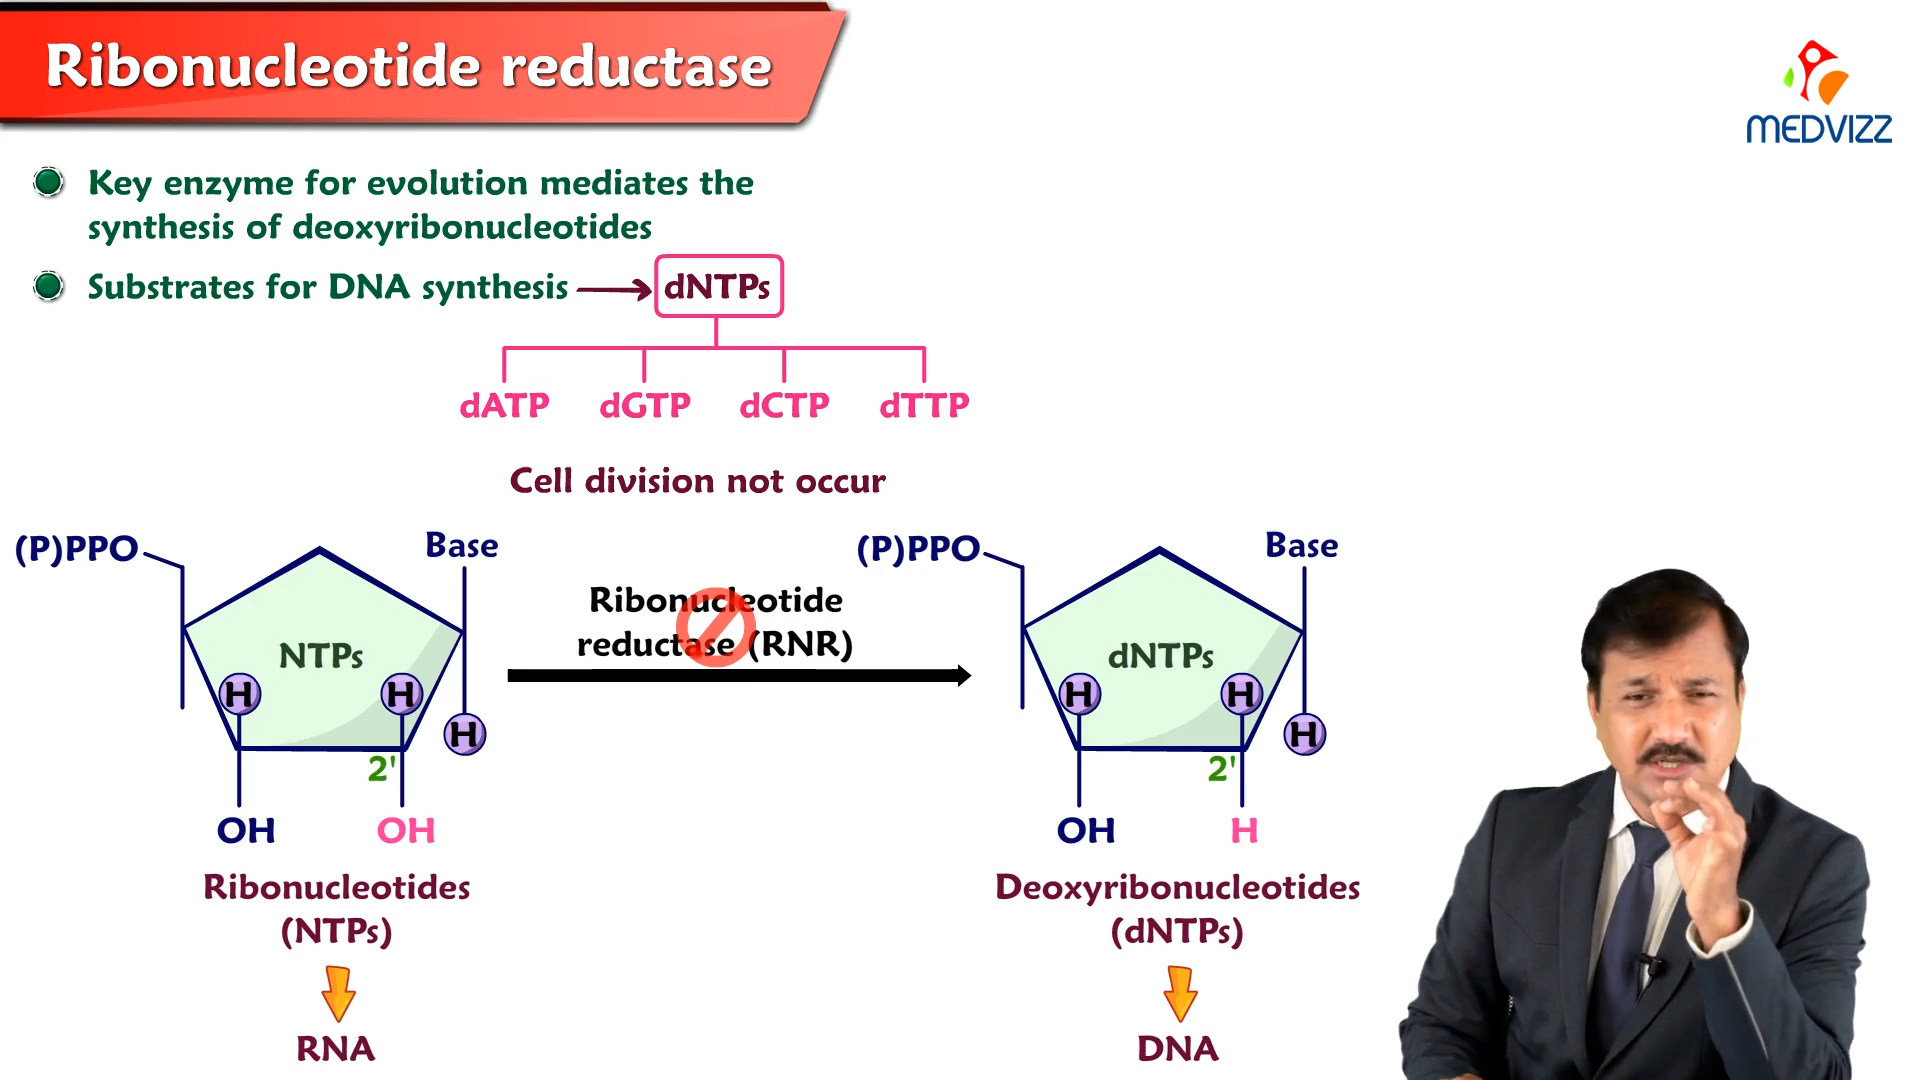 Ribonucleotide reductase
MEDVIZZ
Key enzyme for evolution mediates the
synthesis of deoxyribonucleotides
Substrates for DNA synthesis
dNTPs
dATP
dGTP
dCTP
dTTP
Cell division not occur
(P)PPO
Base
NTPs
H
H
H
2'
OH
OH
Ribonucleotides
(NTPs)
RNA
Ribonucleotide
reductase (RNR)
(P)PPO
Base
dNTPs
H
H
H
2'
OH
H
Deoxyribonucleotides
(dNTPs)
DNA